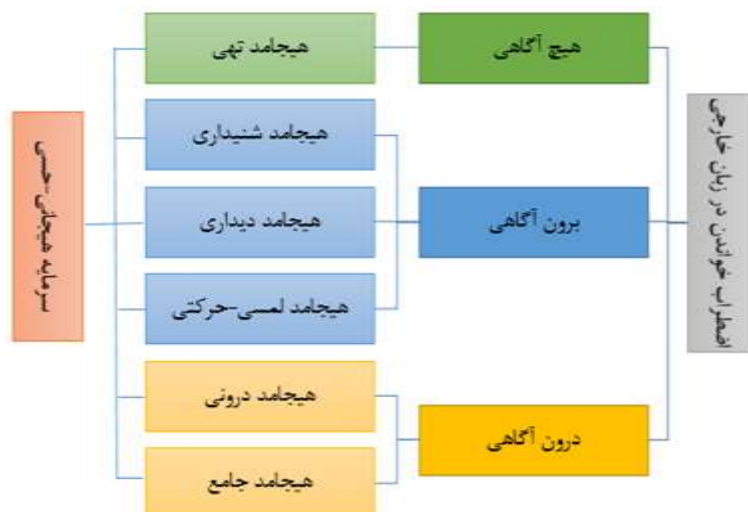 اضطراب خواندن در زبان خارجی
هیچ آگاهی
برون آگاهی
درون آگاهی
هیجامد تهی
هیجامد شنیداری
هیجامد دیداری
هیجامد لمسی-حرکتی
هیجامد درونی
هیجامد جامع
سرمایه هیجانی-حسی